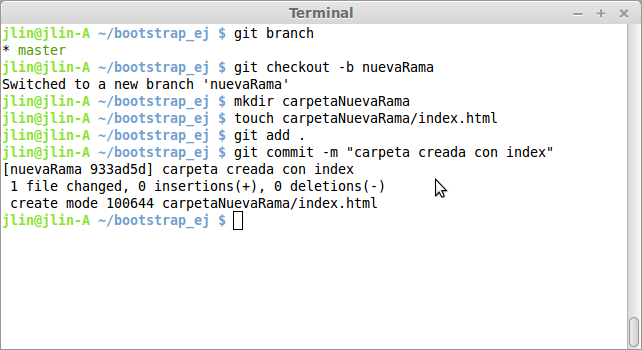 Terminal
jlin@jlin-A ~/bootstrap_ej $ git branch
* master
jlin@jlin-A ~/bootstrap_ej $ git checkout -b nuevaRama
Switched to a new branch 'nuevaRama'
jlin@jlin-A ~/bootstrap_ej $ mkdir carpetaNuevaRama
jlin@jlin-A ~/bootstrap_ej $ touch carpetaNuevaRama/index.html
jlin@jlin-A ~/bootstrap_ej $ git add .
jlin@jlin-A ~/bootstrap_ej $ git commit -m "carpeta creada con index"
[nuevaRama 933ad5d] carpeta creada con index
 1 file changed, 0 insertions(+), 0 deletions(-)
 create mode 100644 carpetaNuevaRama/index.html
jlin@jlin-A ~/bootstrap_ej $